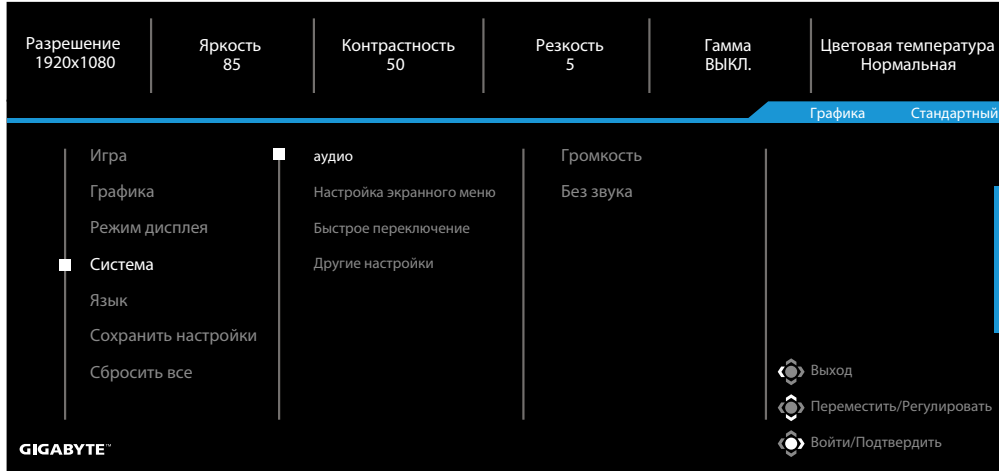 Разрешение
1920x1080
Яркость
85
Контрастность
50
Резкость
5
Гамма
ВЫКЛ.
Цветовая температура
Нормальная
Графика Стандартный
Игра
Графика
Режим дисплея
Система
Язык
Сохранить настройки
Сбросить все
аудио
Настройка экранного меню
Быстрое переключение
Другие настройки
Громкость
Без звука
Выход
Переместить/Регулировать
Войти/Подтвердить
GIGABYTE™